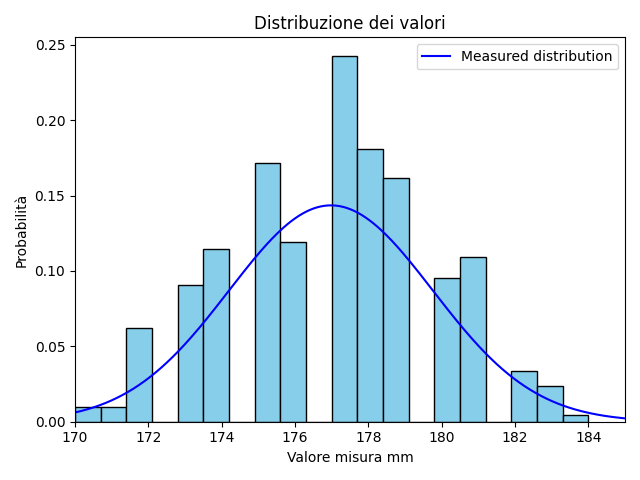 Distribuzione dei valori
Measured distribution
0.25
0.20
0.15
0.10
0.05
0.00
Probabilità
170 172 174 176 178 180 182 184
Valore misura mm